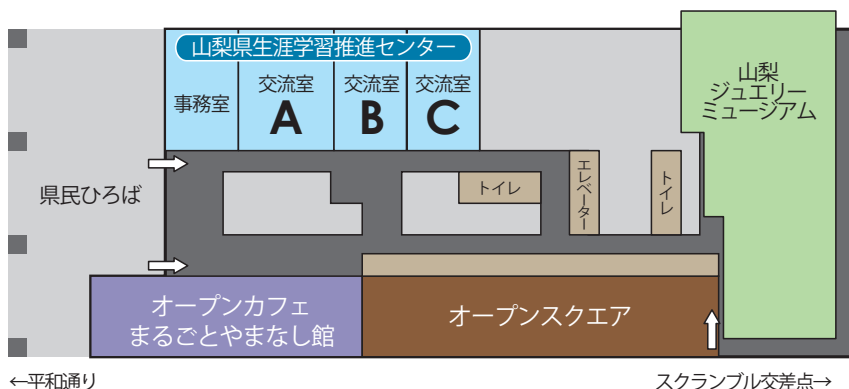 山梨県生涯学習推進センター
事務室
交流室
A
交流室
B
交流室
C
山梨
ジュエリー
ミュージアム
県民ひろば
トイレ
エレベーター
トイレ
オープンカフェ
まるごとやまなし館
オープンスクエア
←平和通り
スクランブル交差点→